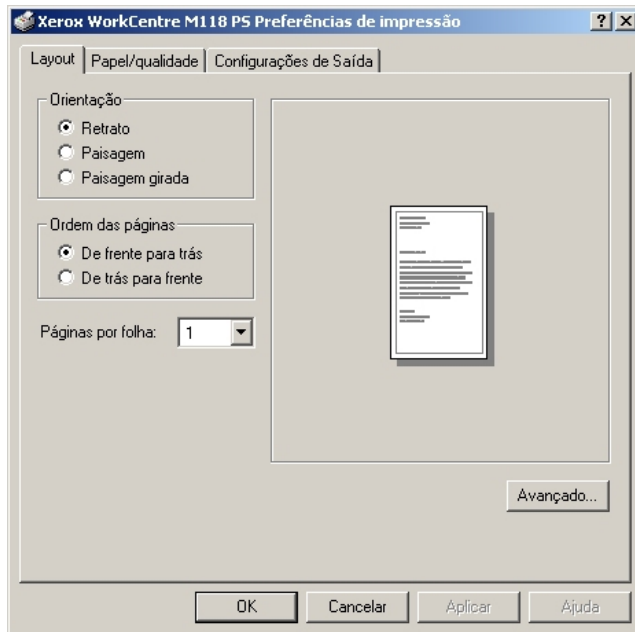 Xerox WorkCentre M118 PS Preferências de impressão
Layout Papel/qualidade Configurações de Saída
Orientação
Retrato
Paisagem
Paisagem girada
Ordem das páginas
De frente para trás
De trás para frente
Páginas por folha: 1
Avançado...
OK Cancelar Aplicar Ajuda